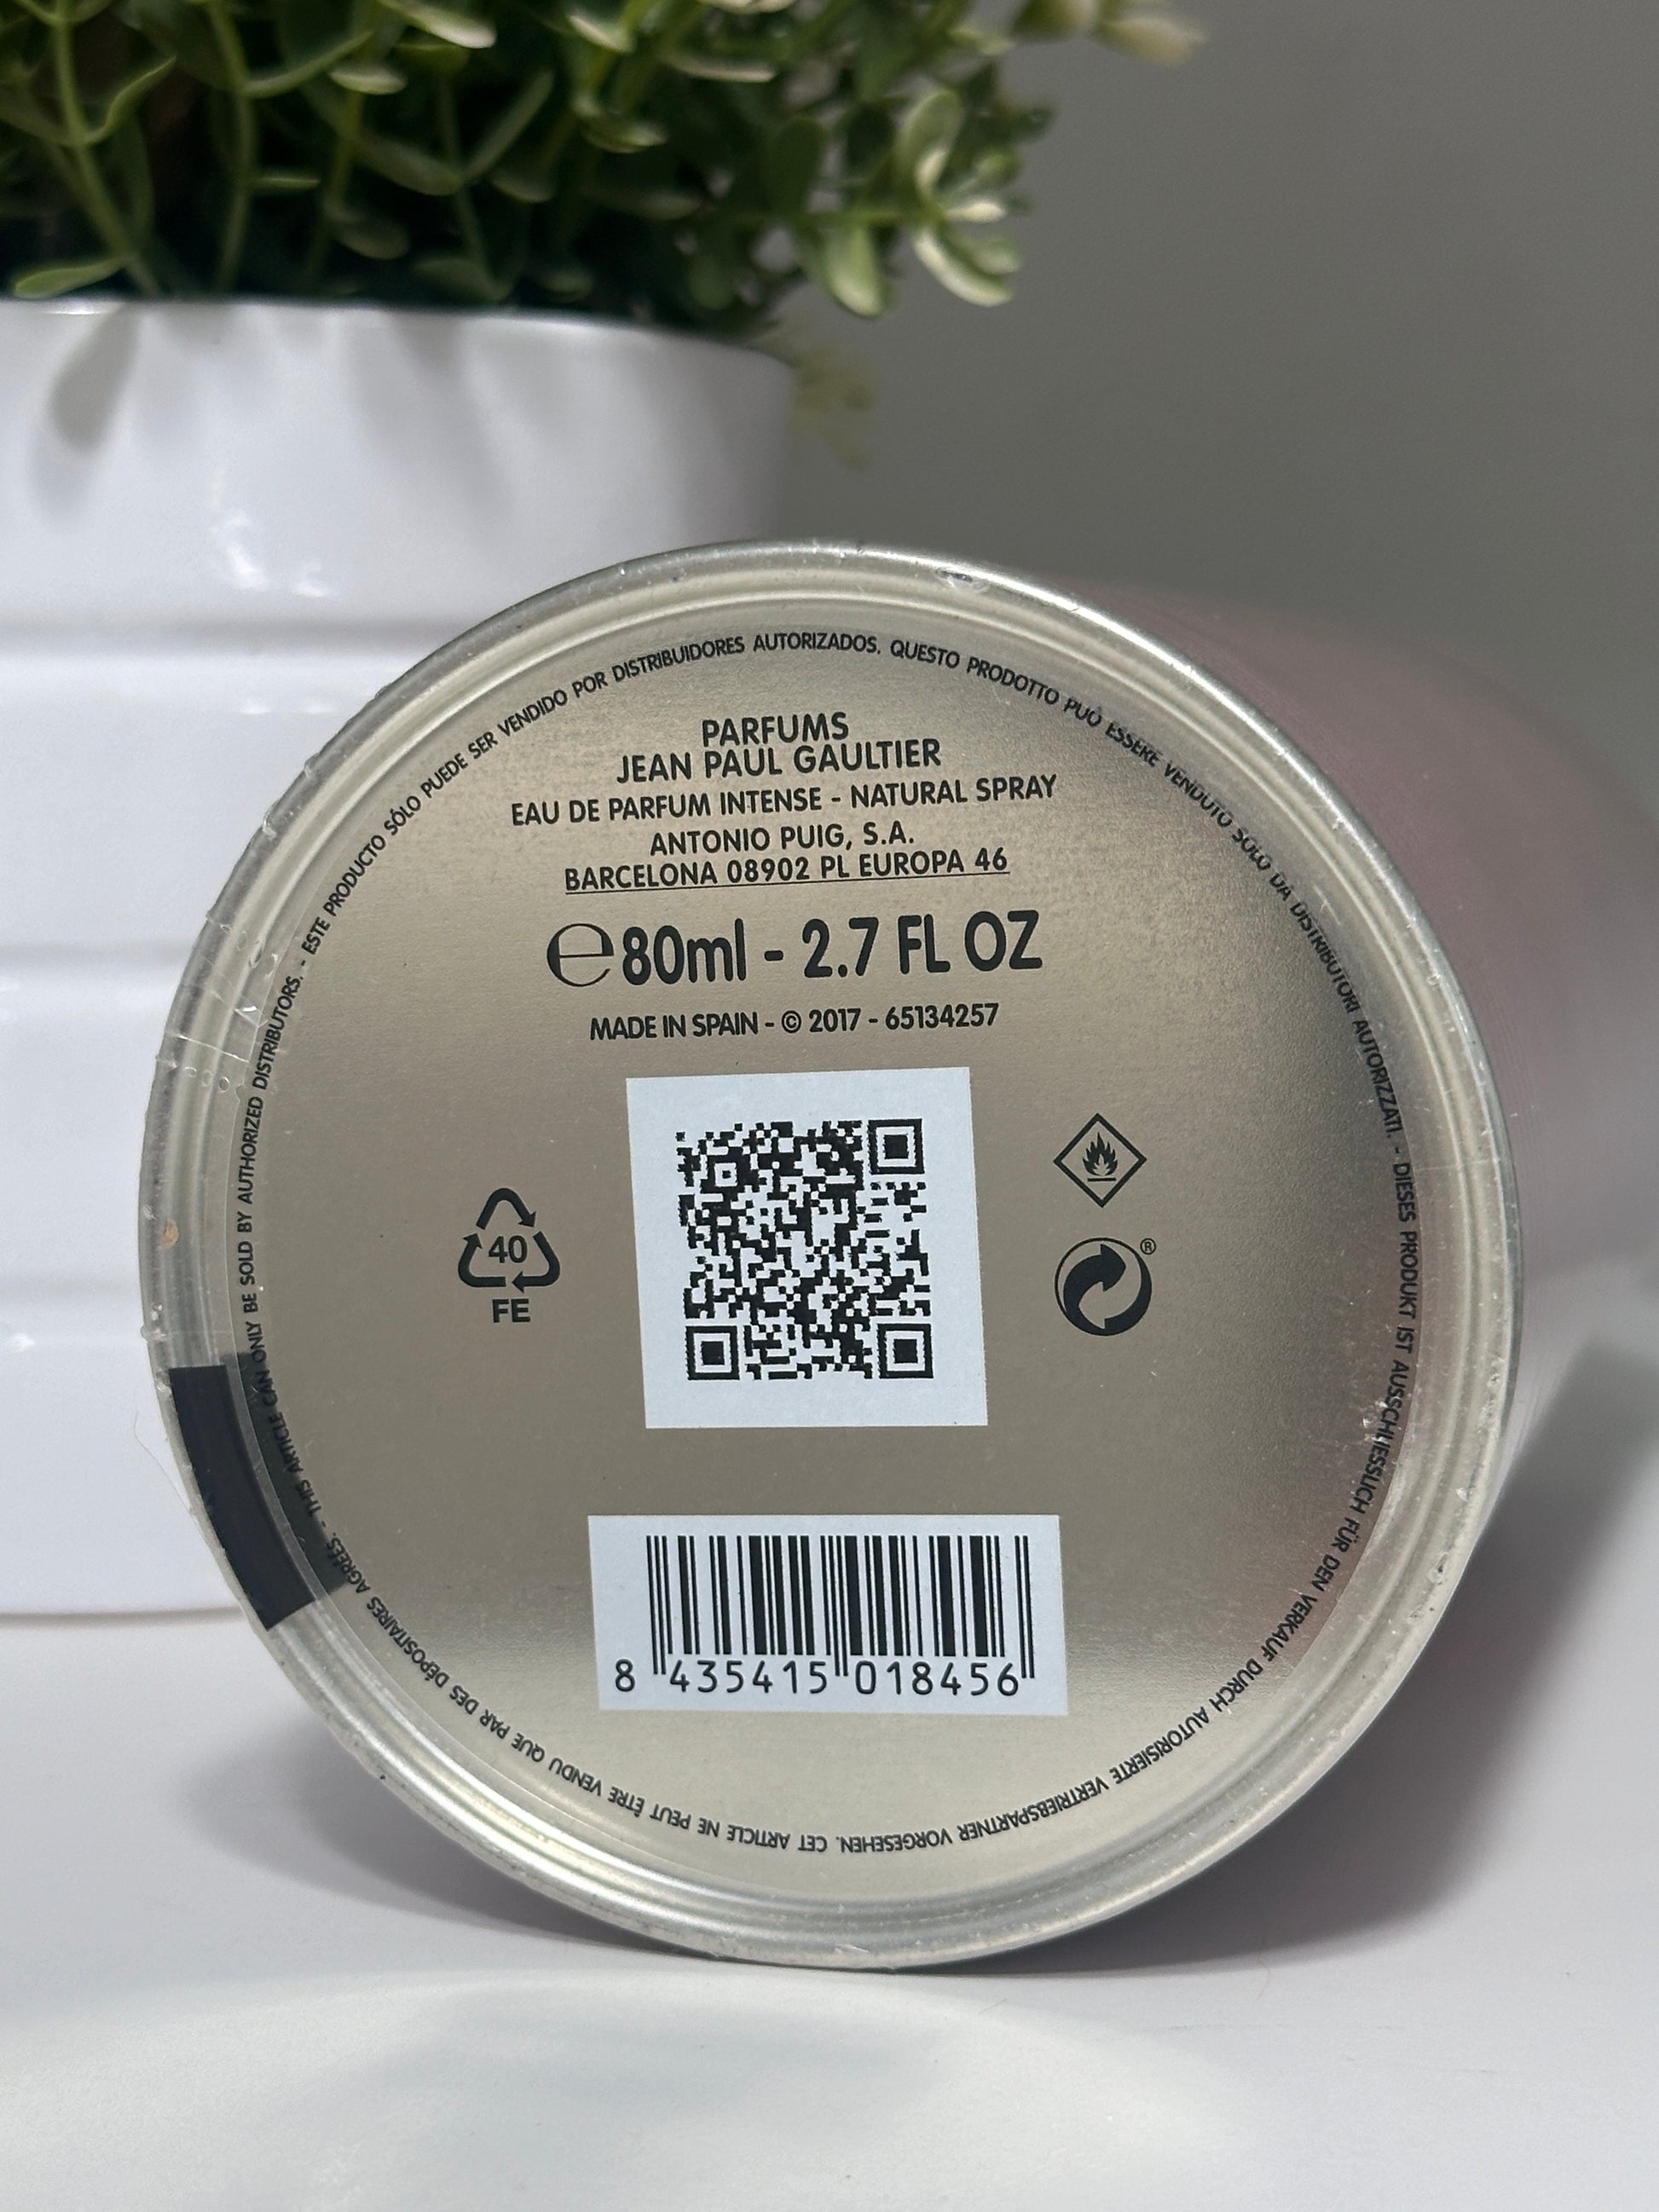 PARFUMS
JEAN PAUL GAULTIER
EAU DE PARFUM INTENSE - NATURAL SPRAY
ANTONIO PUIG, S.A.
BARCELONA 08902 PL EUROPA 46
℮ 80ml - 2.7 FL OZ
MADE IN SPAIN - © 2017 - 65134257
40
FE
®
8 435415 018456
- ESTE PRODUCTO SÓLO PUEDE SER VENDIDO POR DISTRIBUIDORES AUTORIZADOS. QUESTO PRODOTTO PUÒ ESSERE VENDUTO SOLO DA DISTRIBUTORI AUTORIZZATI. - DIESES PRODUKT IST AUSSCHLIESSLICH FÜR DEN VERKAUF DURCH AUTORISIERTE VERTRIEBSPARTNER VORGESEHEN. CET ARTICLE NE PEUT ÊTRE VENDU QUE PAR DES DÉPOSITAIRES AGRÉÉS. - THIS ARTICLE CAN ONLY BE SOLD BY AUTHORIZED DISTRIBUTORS.